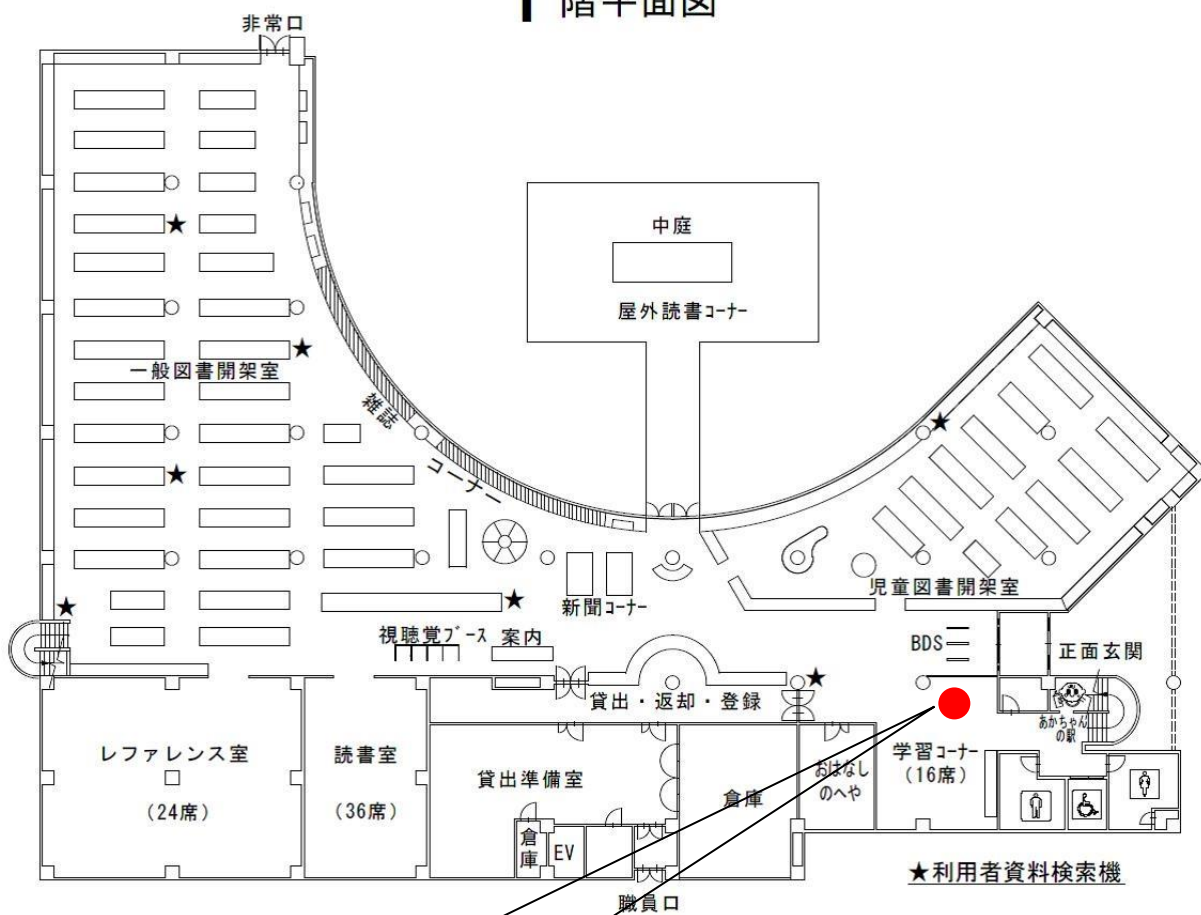 1 階平面図
非常口
中庭
屋外読書コーナー
一般図書開架室
雑誌
コーナー
新聞コーナー
児童図書開架室
視聴覚ブース
案内
BDS
正面玄関
貸出・返却・登録
あかちゃん
の駅
レファレンス室
(24席)
読書室
(36席)
貸出準備室
倉庫
おはなし
のへや
学習コーナー
(16席)
倉庫
EV
★利用者資料検索機
職員口